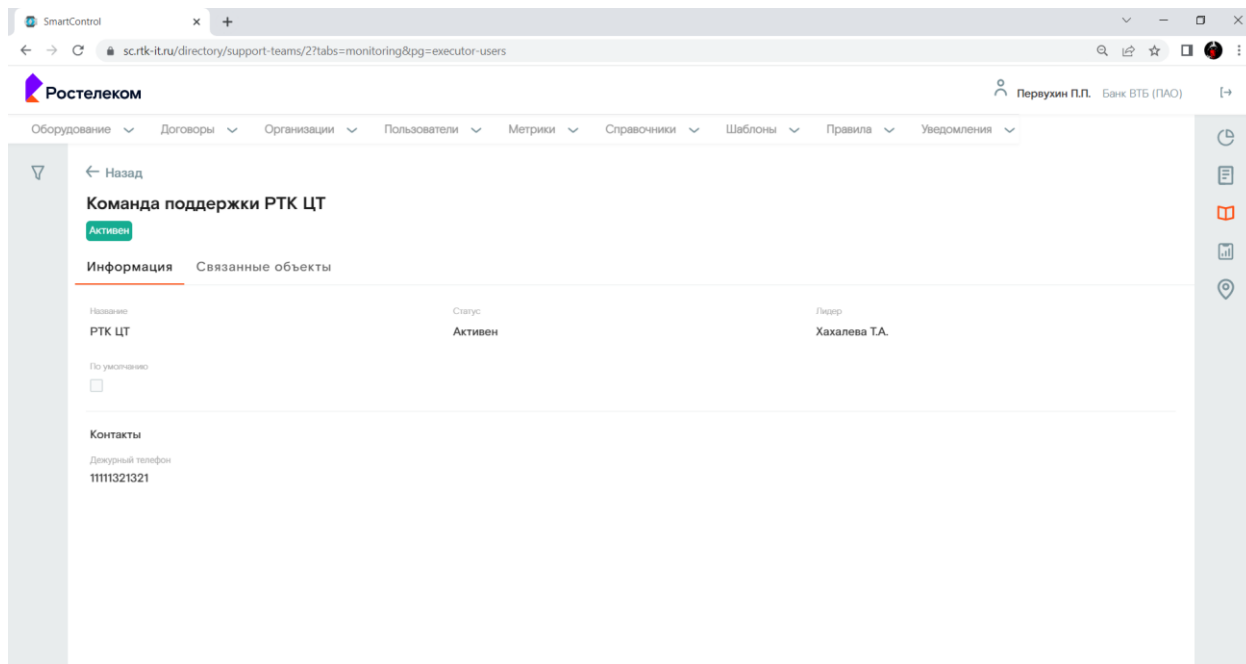 SmartControl
sc.rtk-it.ru/directory/support-teams/2?tabs=monitoring&pg=executor-users
Ростелеком
Первухин П.П. Банк ВТБ (ПАО)
Оборудование Договоры Организации Пользователи Метрики Справочники Шаблоны Правила Уведомления
Назад
Команда поддержки РТК ЦТ
Активен
Информация Связанные объекты
Название Статус Лидер
РТК ЦТ Активен Хахалева Т.А.
По умолчанию
Контакты
Дежурный телефон
11111321321